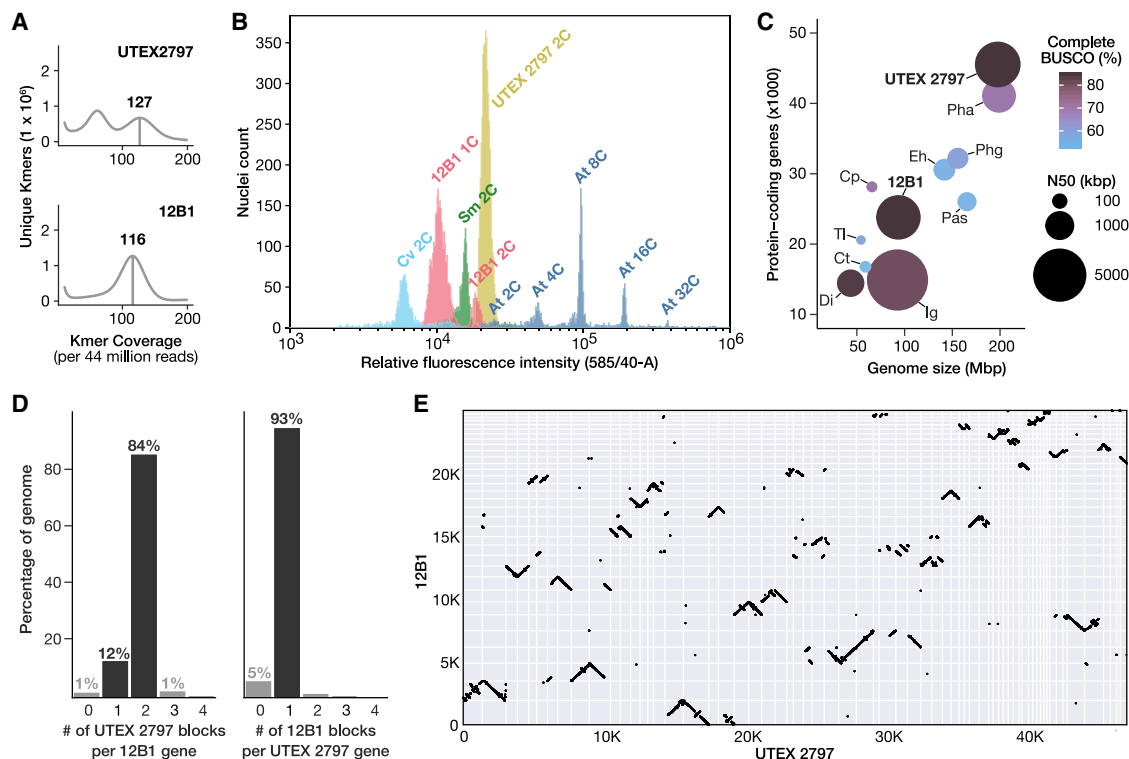 A
UTEX2797
2
1
0
127
100
200
12B1
2
1
0
116
100
200
Unique Kmers (1 x 10⁶)
Kmer Coverage
(per 44 million reads)
B
350
300
250
200
150
100
50
0
Nuclei count
Cv 2C
12B1 1C
Sm 2C
12B1 2C
UTEX 2797 2C
At 2C
At 4C
At 8C
At 16C
At 32C
10³
10⁴
10⁵
10⁶
Relative fluorescence intensity (585/40-A)
C
50
40
30
20
10
Protein-coding genes (x1000)
UTEX 2797
Pha
Eh
Phg
Cp
12B1
Pas
Tl
Ct
Di
Ig
50
100
150
200
Genome size (Mbp)
Complete
BUSCO (%)
80
70
60
N50 (kbp)
100
1000
5000
D
Percentage of genome
80
60
40
20
1%
12%
84%
1%
0 1 2 3 4
# of UTEX 2797 blocks
per 12B1 gene
5%
93%
0 1 2 3 4
# of 12B1 blocks
per UTEX 2797 gene
E
20K
15K
10K
5K
0
12B1
0
10K
20K
30K
40K
UTEX 2797